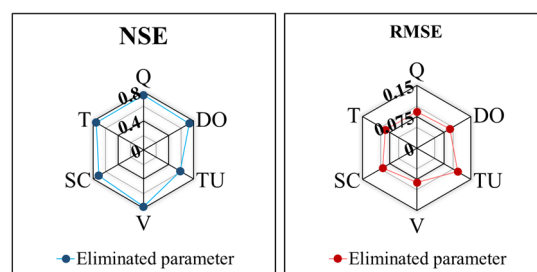 NSE
Q
0.8
T
DO
0.4
0
SC
TU
V
Eliminated parameter
RMSE
Q
0.15
T
DO
0.075
0
SC
TU
V
Eliminated parameter